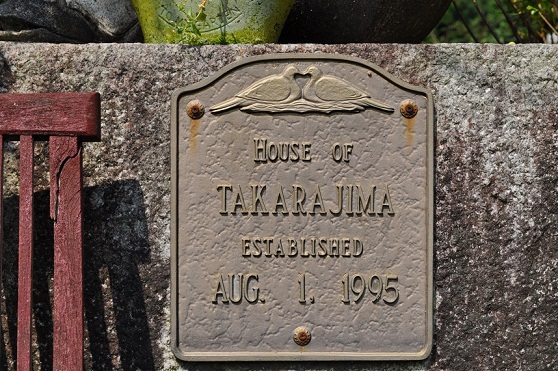 HOUSE OF
TAKARAJIMA
ESTABLISHED
AUG. 1. 1995